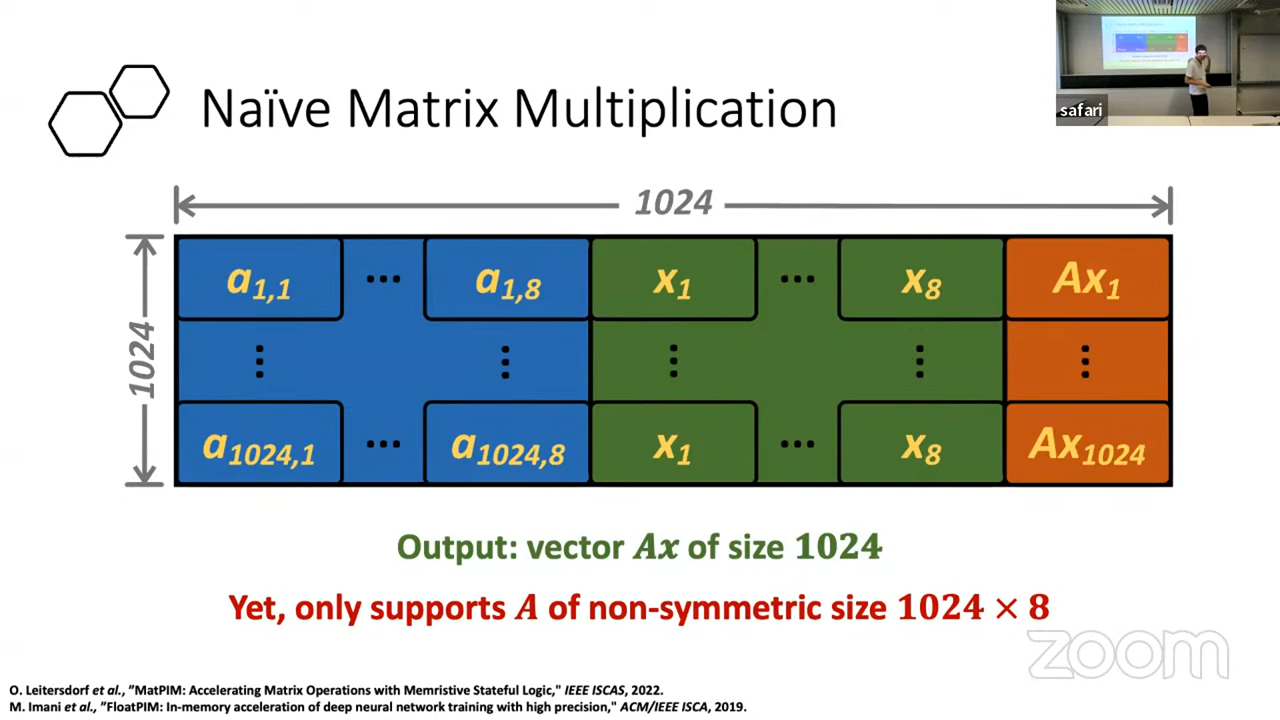 safari
Naïve Matrix Multiplication
1024
1024
a1,1 ... a1,8 x1 ... x8 Ax1
⋮ ⋮ ⋮ ⋮ ⋮
a1024,1 ... a1024,8 x1 ... x8 Ax1024
Output: vector Ax of size 1024
Yet, only supports A of non-symmetric size 1024 × 8
zoom
O. Leitersdorf et al., "MatPIM: Accelerating Matrix Operations with Memristive Stateful Logic," IEEE ISCAS, 2022.
M. Imani et al., "FloatPIM: In-memory acceleration of deep neural network training with high precision," ACM/IEEE ISCA, 2019.